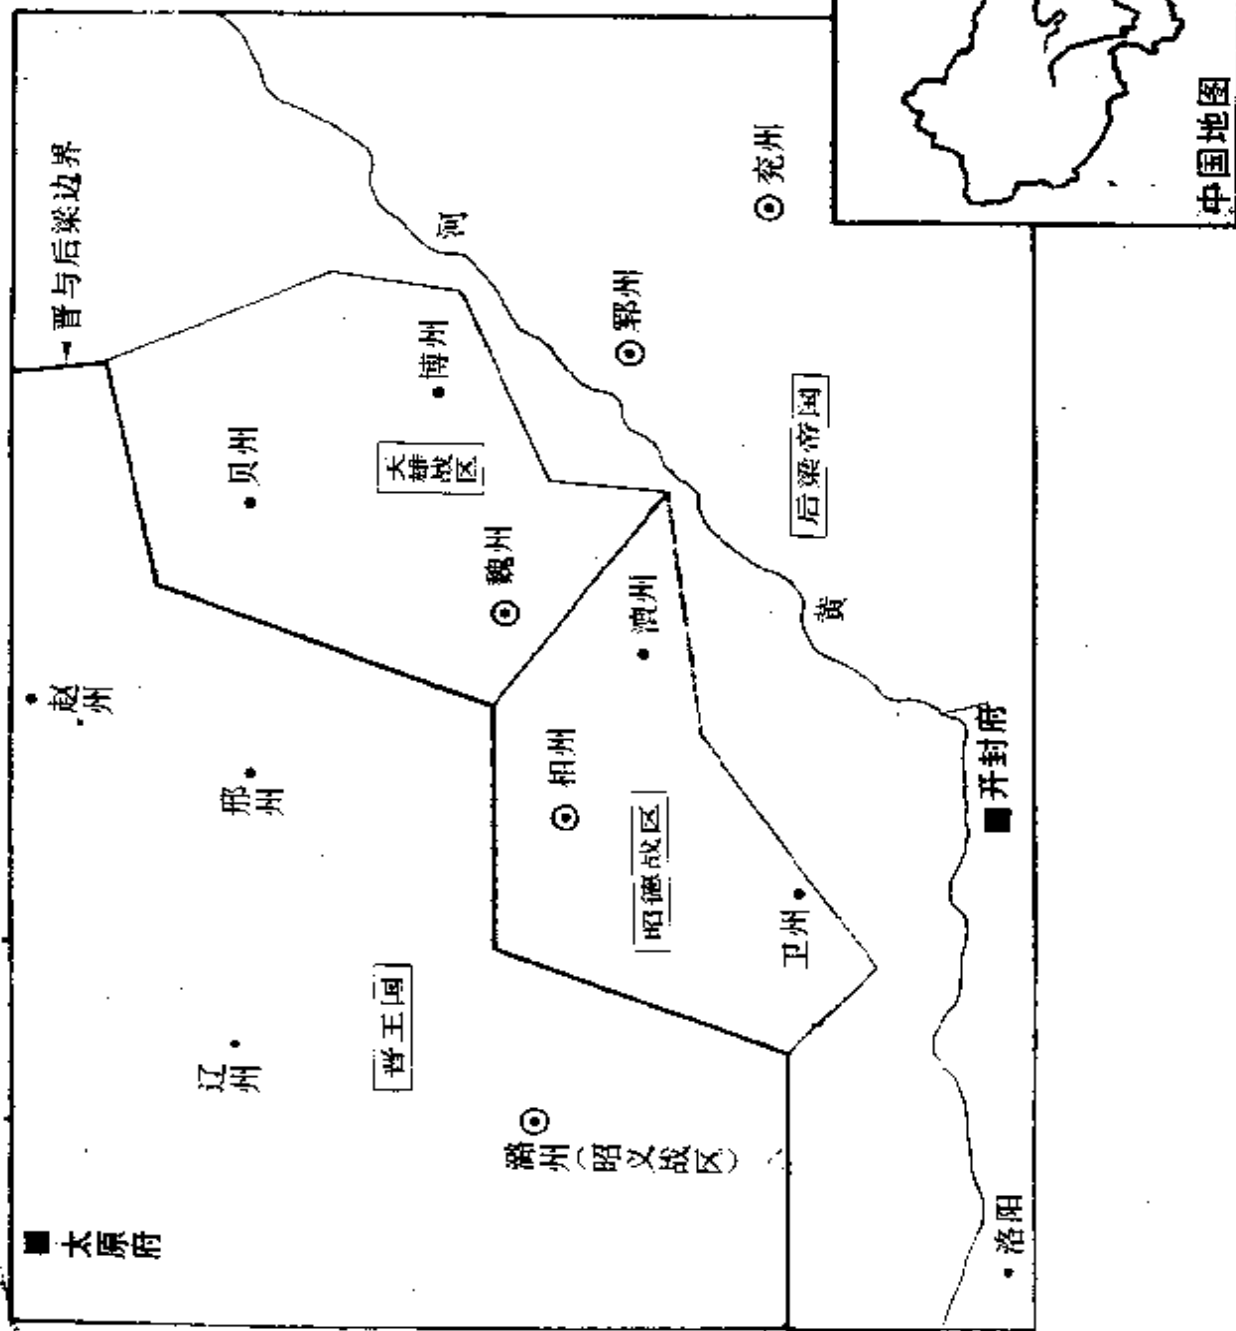 晋与后梁边界
太原府
赵
州
邢
州
辽
州
贝州
博州
天
雄
战
区
魏州
晋王国
潞州(昭义战区)
相州
澶州
昭德战区
卫州
河
黄
郓州
兖州
后梁帝国
开封府
洛阳
中国地图